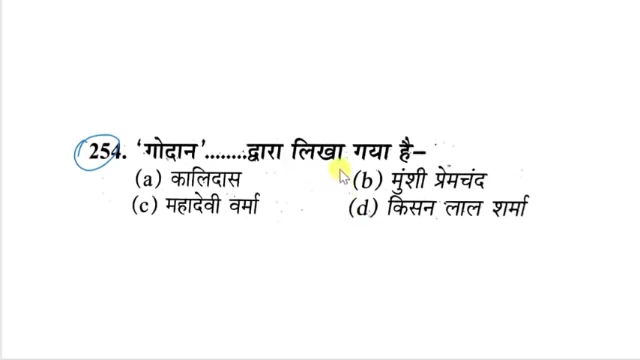 254. 'गोदान'........द्वारा लिखा गया है–
(a) कालिदास (b) मुंशी प्रेमचंद
(c) महादेवी वर्मा (d) किसन लाल शर्मा